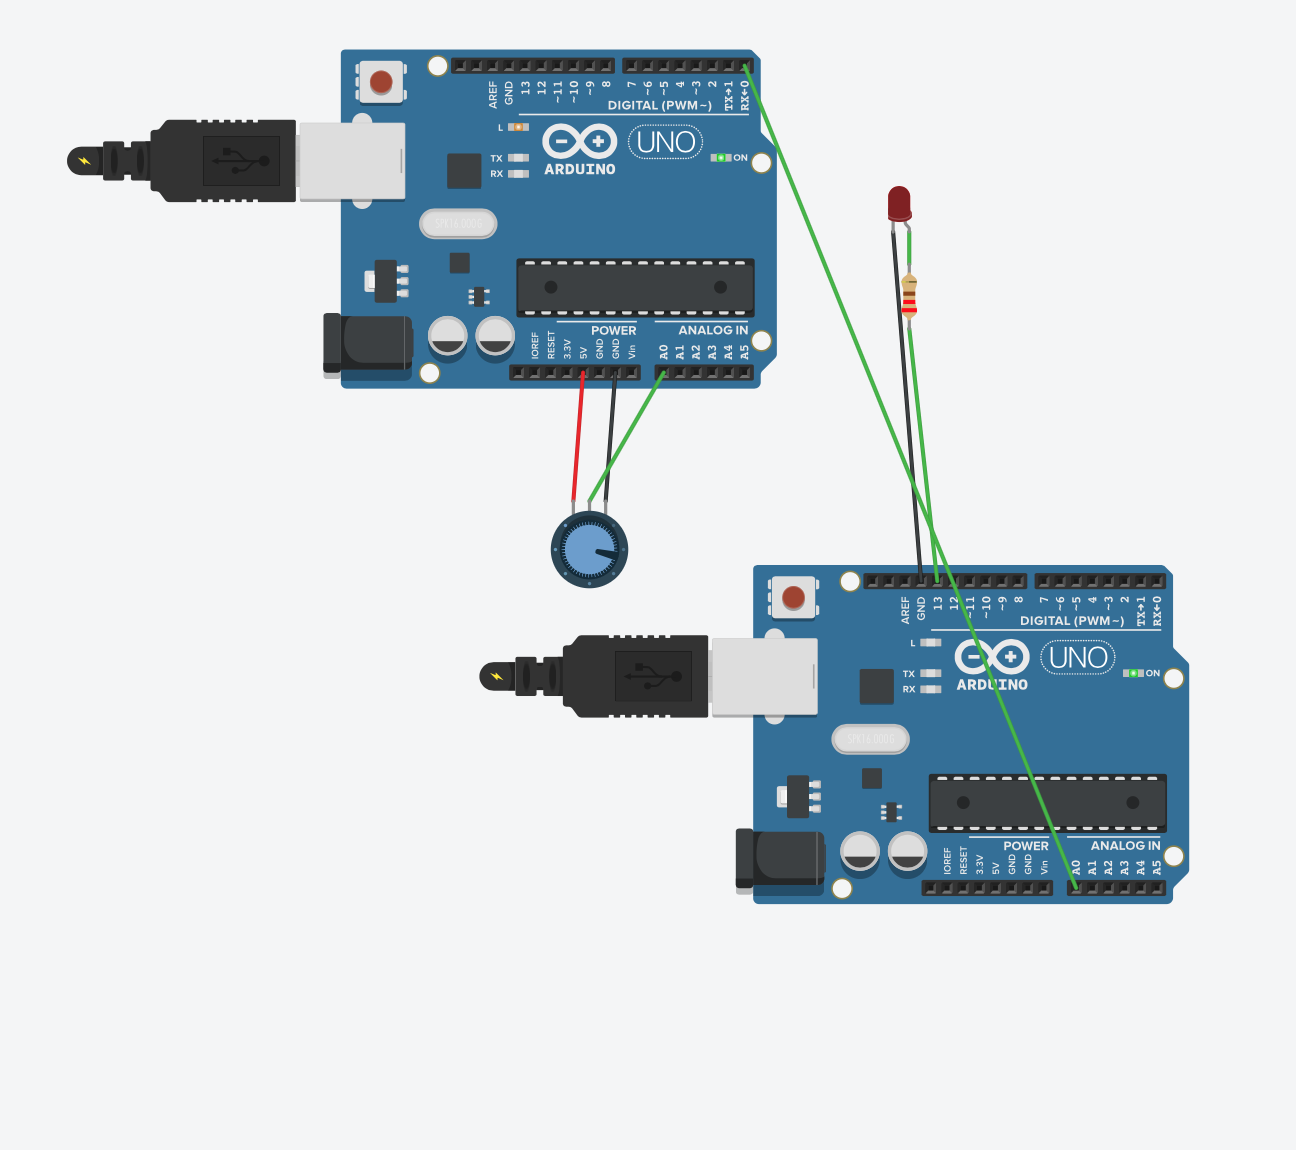 AREF GND 13 12 ~11 ~10 ~9 8 7 ~6 ~5 4 ~3 2 TX→1 RX←0
DIGITAL (PWM~)
L
UNO
TX ON
RX ARDUINO
SPK16.000G
POWER ANALOG IN
IOREF RESET 3.3V 5V GND GND Vin A0 A1 A2 A3 A4 A5
AREF GND 13 12 ~11 ~10 ~9 8 7 ~6 ~5 4 ~3 2 TX→1 RX←0
DIGITAL (PWM~)
L
UNO
TX ON
RX ARDUINO
SPK16.000G
POWER ANALOG IN
IOREF RESET 3.3V 5V GND GND Vin A0 A1 A2 A3 A4 A5